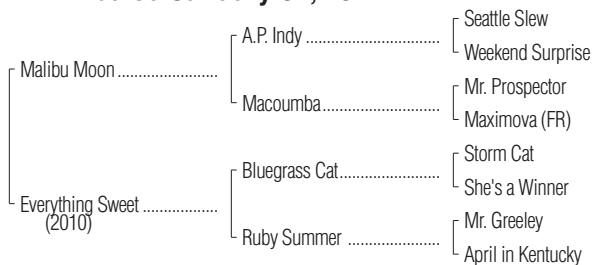 Seattle Slew
A.P. Indy ................................
Weekend Surprise
Malibu Moon ........................
Mr. Prospector
Macoumba............................
Maximova (FR)
Storm Cat
Bluegrass Cat........................
She's a Winner
Everything Sweet ..................
(2010)
Mr. Greeley
Ruby Summer ......................
April in Kentucky